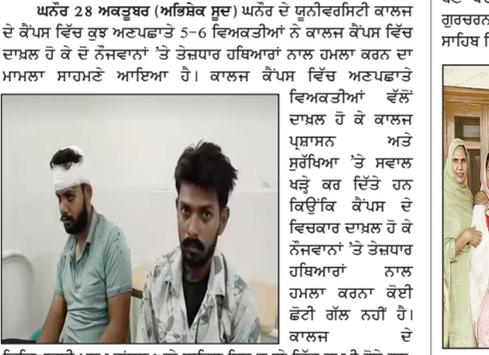 ਘਨੌਰ 28 ਅਕਤੂਬਰ (ਅਭਿਸ਼ੇਕ ਸੂਦ) ਘਨੌਰ ਦੇ ਯੂਨੀਵਰਸਿਟੀ ਕਾਲਜ
ਦੇ ਕੈਂਪਸ ਵਿੱਚ ਕੁਝ ਅਣਪਛਾਤੇ 5-6 ਵਿਅਕਤੀਆਂ ਨੇ ਕਾਲਜ ਕੈਂਪਸ ਵਿੱਚ
ਦਾਖ਼ਲ ਹੋ ਕੇ ਦੋ ਨੌਜਵਾਨਾਂ 'ਤੇ ਤੇਜ਼ਧਾਰ ਹਥਿਆਰਾਂ ਨਾਲ ਹਮਲਾ ਕਰਨ ਦਾ
ਮਾਮਲਾ ਸਾਹਮਣੇ ਆਇਆ ਹੈ। ਕਾਲਜ ਕੈਂਪਸ ਵਿੱਚ ਅਣਪਛਾਤੇ
ਵਿਅਕਤੀਆਂ ਵੱਲੋਂ
ਦਾਖ਼ਲ ਹੋ ਕੇ ਕਾਲਜ
ਪ੍ਰਸ਼ਾਸਨ ਅਤੇ
ਸੁਰੱਖਿਆ 'ਤੇ ਸਵਾਲ
ਖੜ੍ਹੇ ਕਰ ਦਿੱਤੇ ਹਨ
ਕਿਉਂਕਿ ਕੈਂਪਸ ਦੇ
ਵਿਚਕਾਰ ਦਾਖ਼ਲ ਹੋ ਕੇ
ਨੌਜਵਾਨਾਂ 'ਤੇ ਤੇਜ਼ਧਾਰ
ਹਥਿਆਰਾਂ ਨਾਲ
ਹਮਲਾ ਕਰਨਾ ਕੋਈ
ਛੋਟੀ ਗੱਲ ਨਹੀਂ ਹੈ।
ਕਾਲਜ ਦੇ
ਗੁਰਚਰਨ
ਸਾਹਿਬ